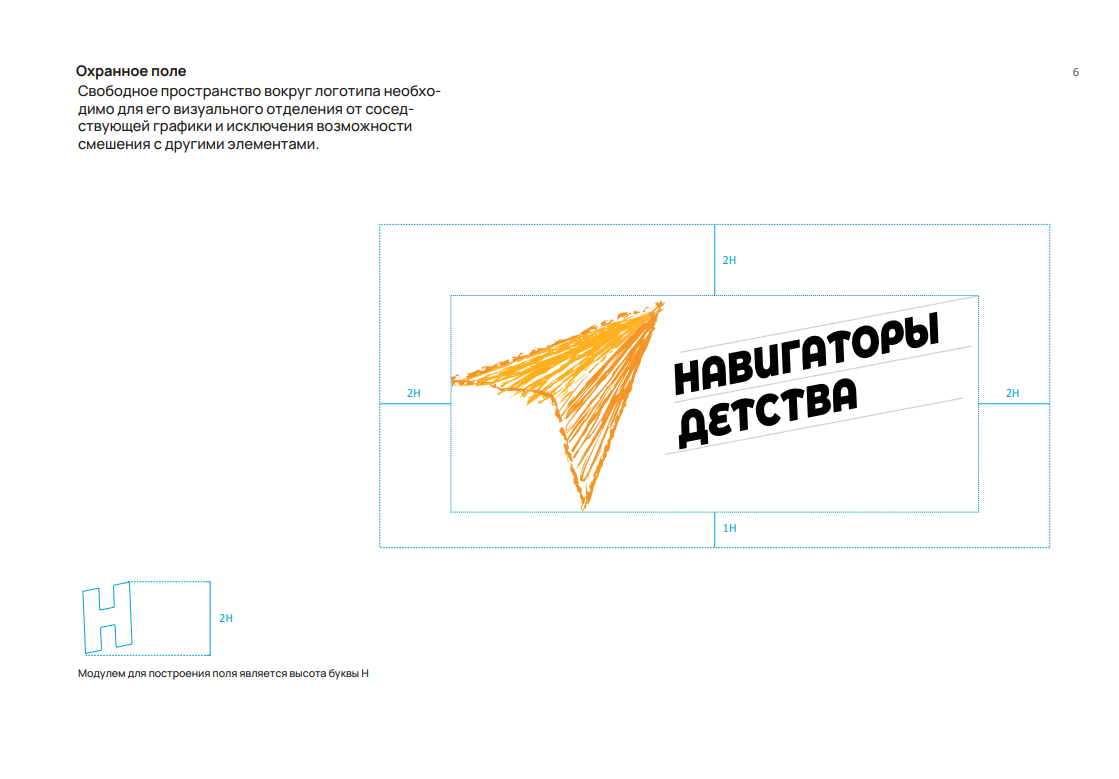 Охранное поле
6
Свободное пространство вокруг логотипа необхо-
димо для его визуального отделения от сосед-
ствующей графики и исключения возможности
смешения с другими элементами.
2Н
НАВИГАТОРЫ
ДЕТСТВА
2Н
2Н
1Н
Н
2Н
Модулем для построения поля является высота буквы Н